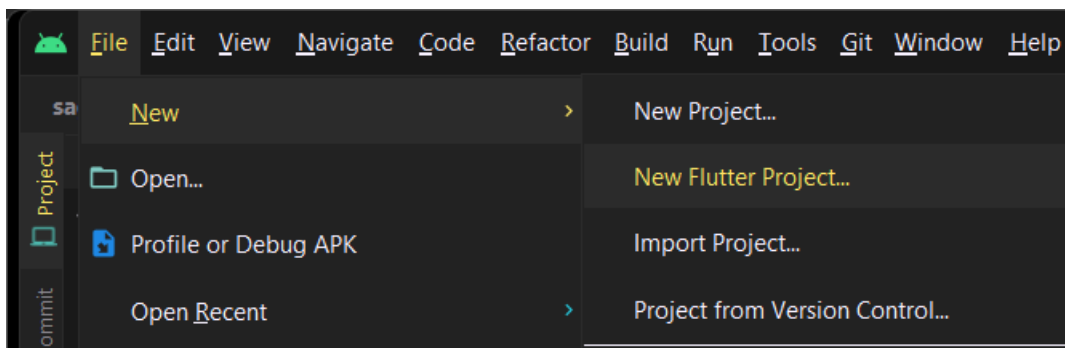 File Edit View Navigate Code Refactor Build Run Tools Git Window Help
sa
New
Open...
Profile or Debug APK
Open Recent
New Project...
New Flutter Project...
Import Project...
Project from Version Control...
Project
ommit